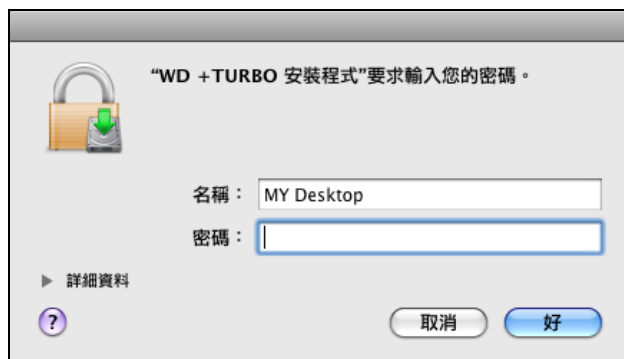 “WD +TURBO 安裝程式”要求輸入您的密碼。
名稱： MY Desktop
密碼：
▶ 詳細資料
?
取消 好